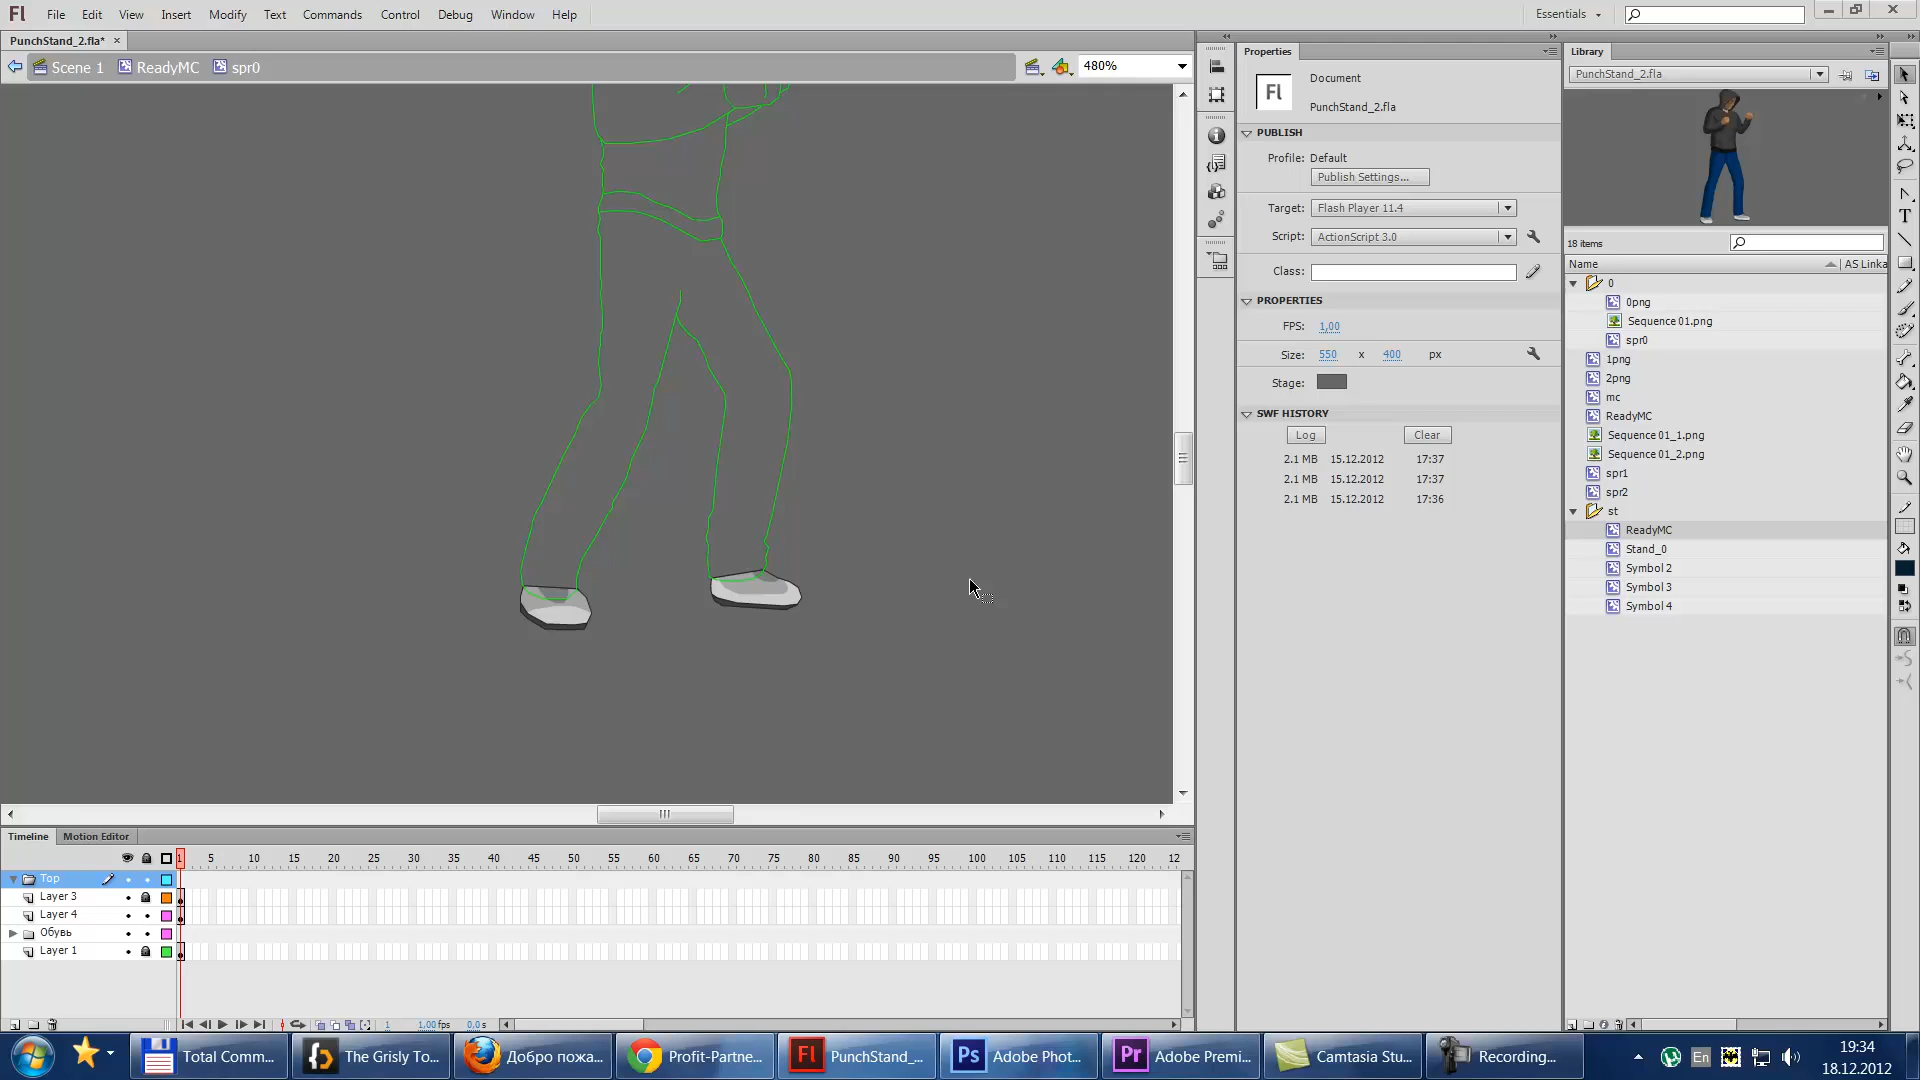 Fl File Edit View Insert Modify Text Commands Control Debug Window Help Essentials
PunchStand_2.fla* ×
Scene 1 ReadyMC spr0 480%
Properties
Fl
Document
PunchStand_2.fla
PUBLISH
Profile: Default
Publish Settings...
Target: Flash Player 11.4
Script: ActionScript 3.0
Class:
PROPERTIES
FPS: 1,00
Size: 550 x 400 px
Stage:
SWF HISTORY
Log Clear
2.1 MB 15.12.2012 17:37
2.1 MB 15.12.2012 17:37
2.1 MB 15.12.2012 17:36
Library
PunchStand_2.fla
18 items
Name AS Linka
0
0png
Sequence 01.png
spr0
1png
2png
mc
ReadyMC
Sequence 01_1.png
Sequence 01_2.png
spr1
spr2
st
ReadyMC
Stand_0
Symbol 2
Symbol 3
Symbol 4
T
Timeline Motion Editor
1 5 10 15 20 25 30 35 40 45 50 55 60 65 70 75 80 85 90 95 100 105 110 115 120 12
Top
Layer 3
Layer 4
Обувь
Layer 1
1 1,00 fps 0,0 s
Total Comm... The Grisly To... Добро пожа... Profit-Partne... Fl PunchStand_... Ps Adobe Phot... Pr Adobe Premi... Camtasia Stu... Recording... En
19:34
18.12.2012